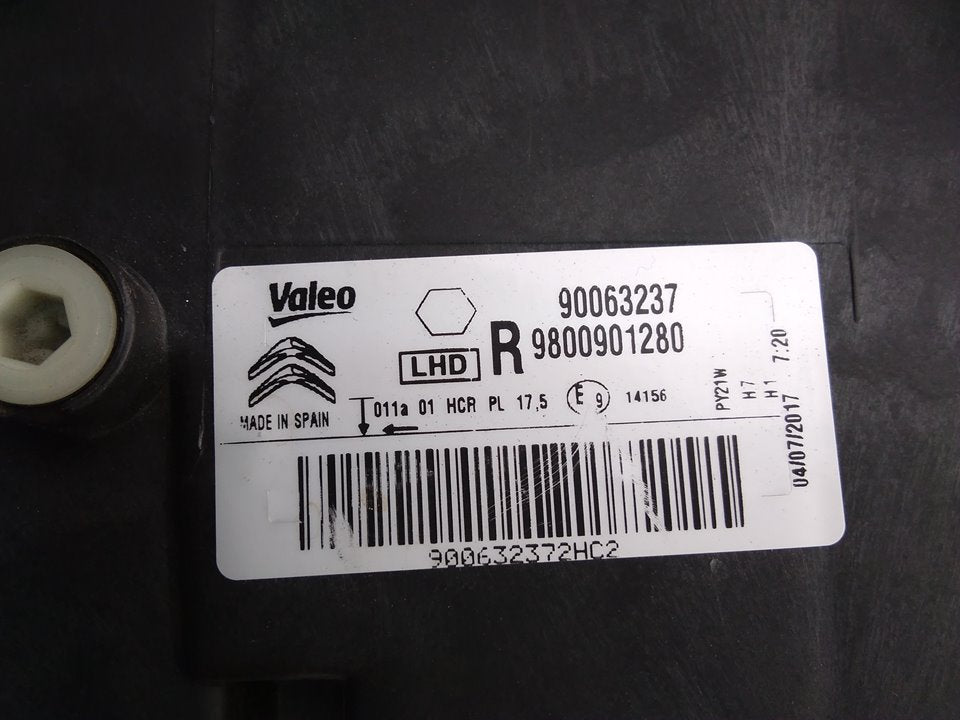 Valeo
90063237
LHD R 9800901280
MADE IN SPAIN
011a 01 HCR PL 17,5 E 9 14156
PY21W
H7
H1
04/07/2017 7:20
900632372HC2